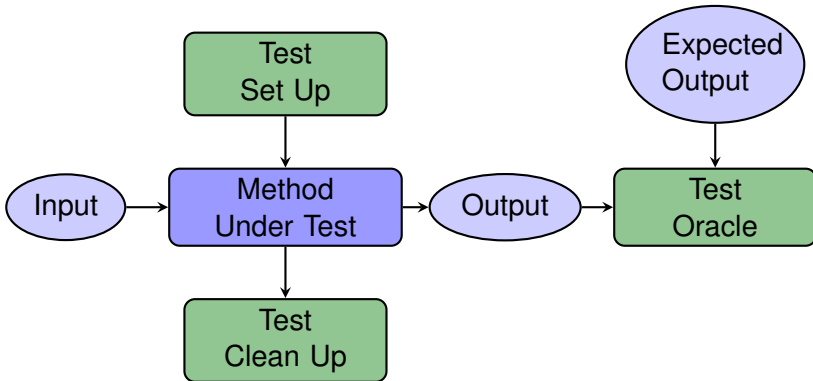 Test
Set Up
Expected
Output
Input
Method
Under Test
Output
Test
Oracle
Test
Clean Up